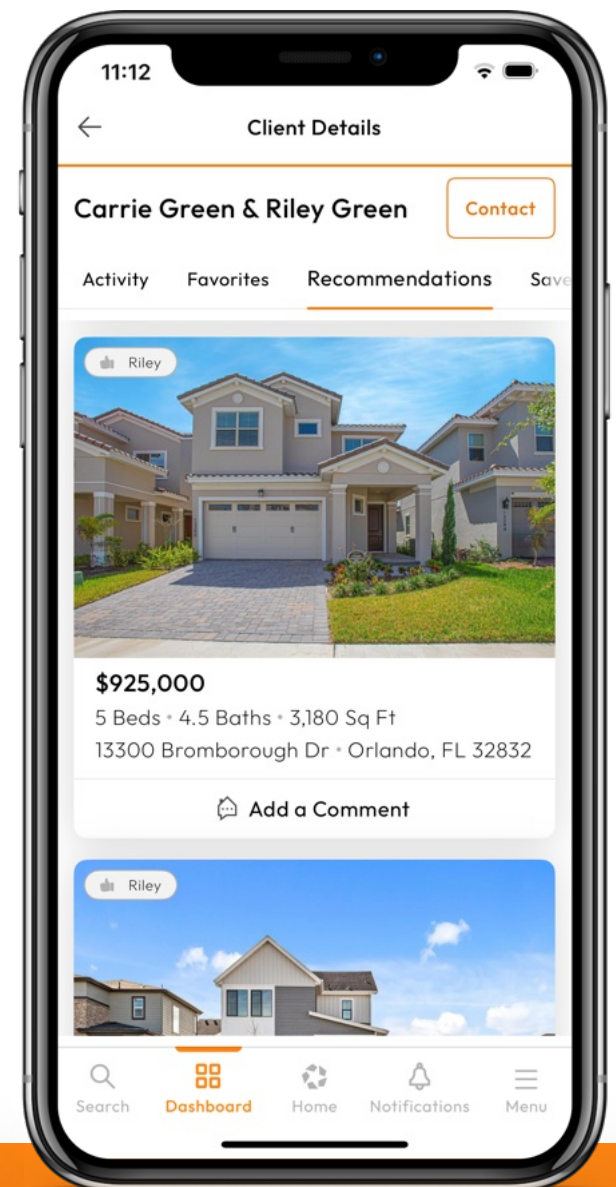 11:12
Client Details
Carrie Green & Riley Green
Contact
Activity Favorites Recommendations Save
Riley
$925,000
5 Beds • 4.5 Baths • 3,180 Sq Ft
13300 Bromborough Dr • Orlando, FL 32832
Add a Comment
Riley
Search Dashboard Home Notifications Menu